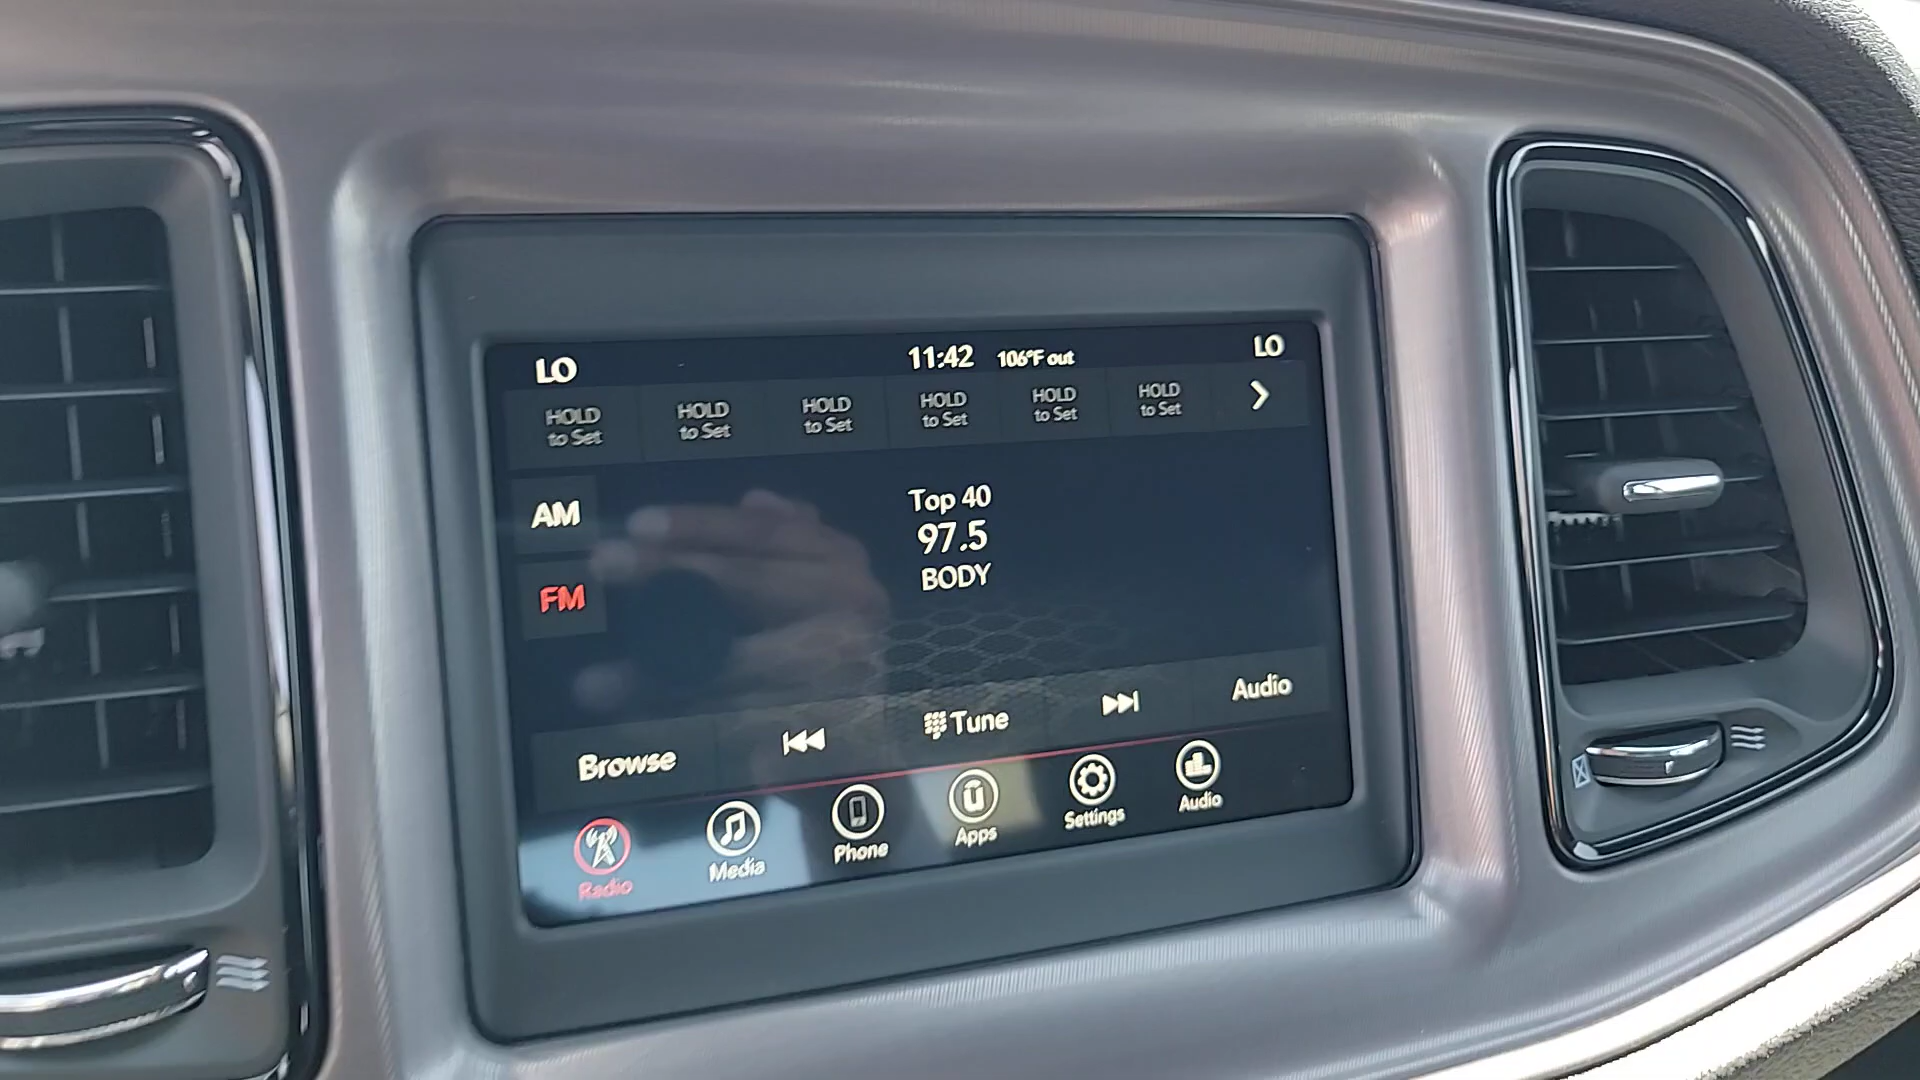 LO 11:42 106°F out LO
HOLD to Set
HOLD to Set
HOLD to Set
HOLD to Set
HOLD to Set
HOLD to Set
AM
FM
Top 40
97.5
BODY
Browse
Tune
Audio
Radio
Media
Phone
Apps
Settings
Audio